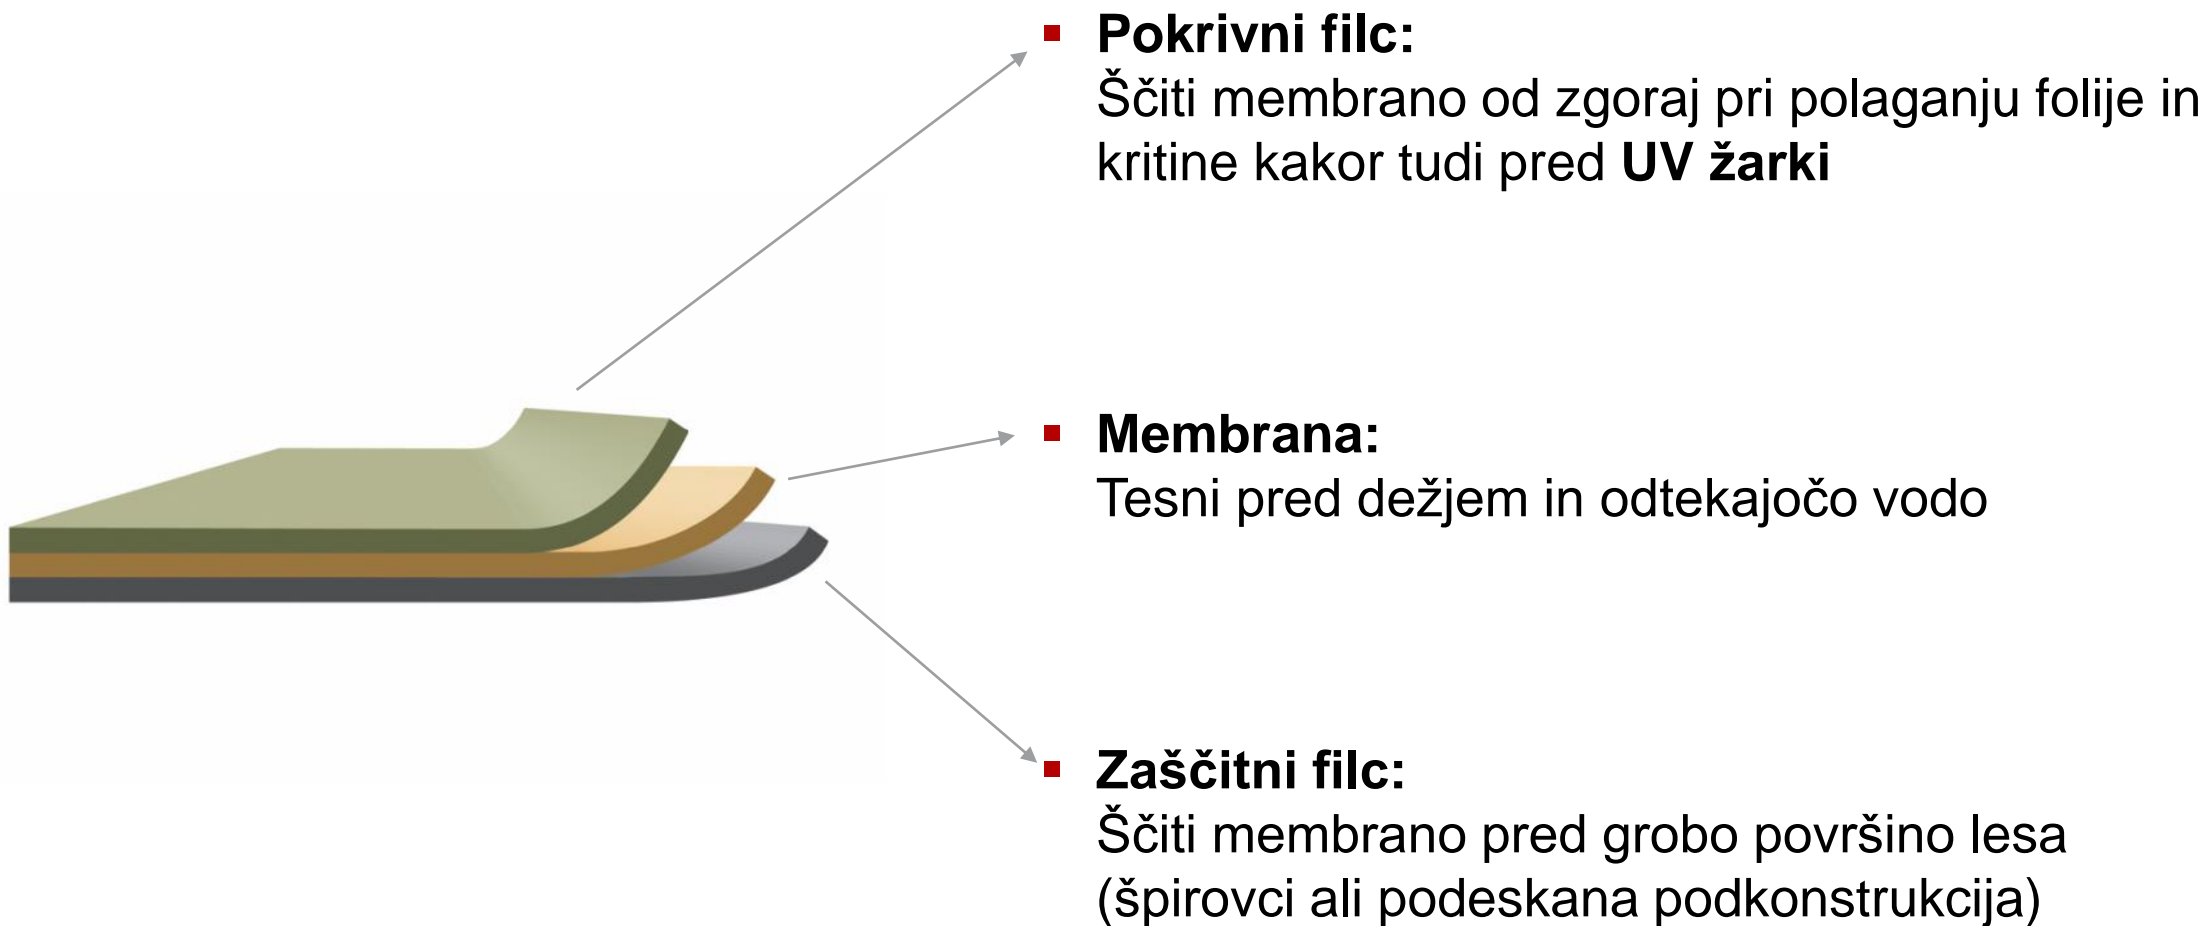 Pokrivni filc:
Ščiti membrano od zgoraj pri polaganju folije in
kritine kakor tudi pred UV žarki
Membrana:
Tesni pred dežjem in odtekajočo vodo
Zaščitni filc:
Ščiti membrano pred grobo površino lesa
(špirovci ali podeskana podkonstrukcija)